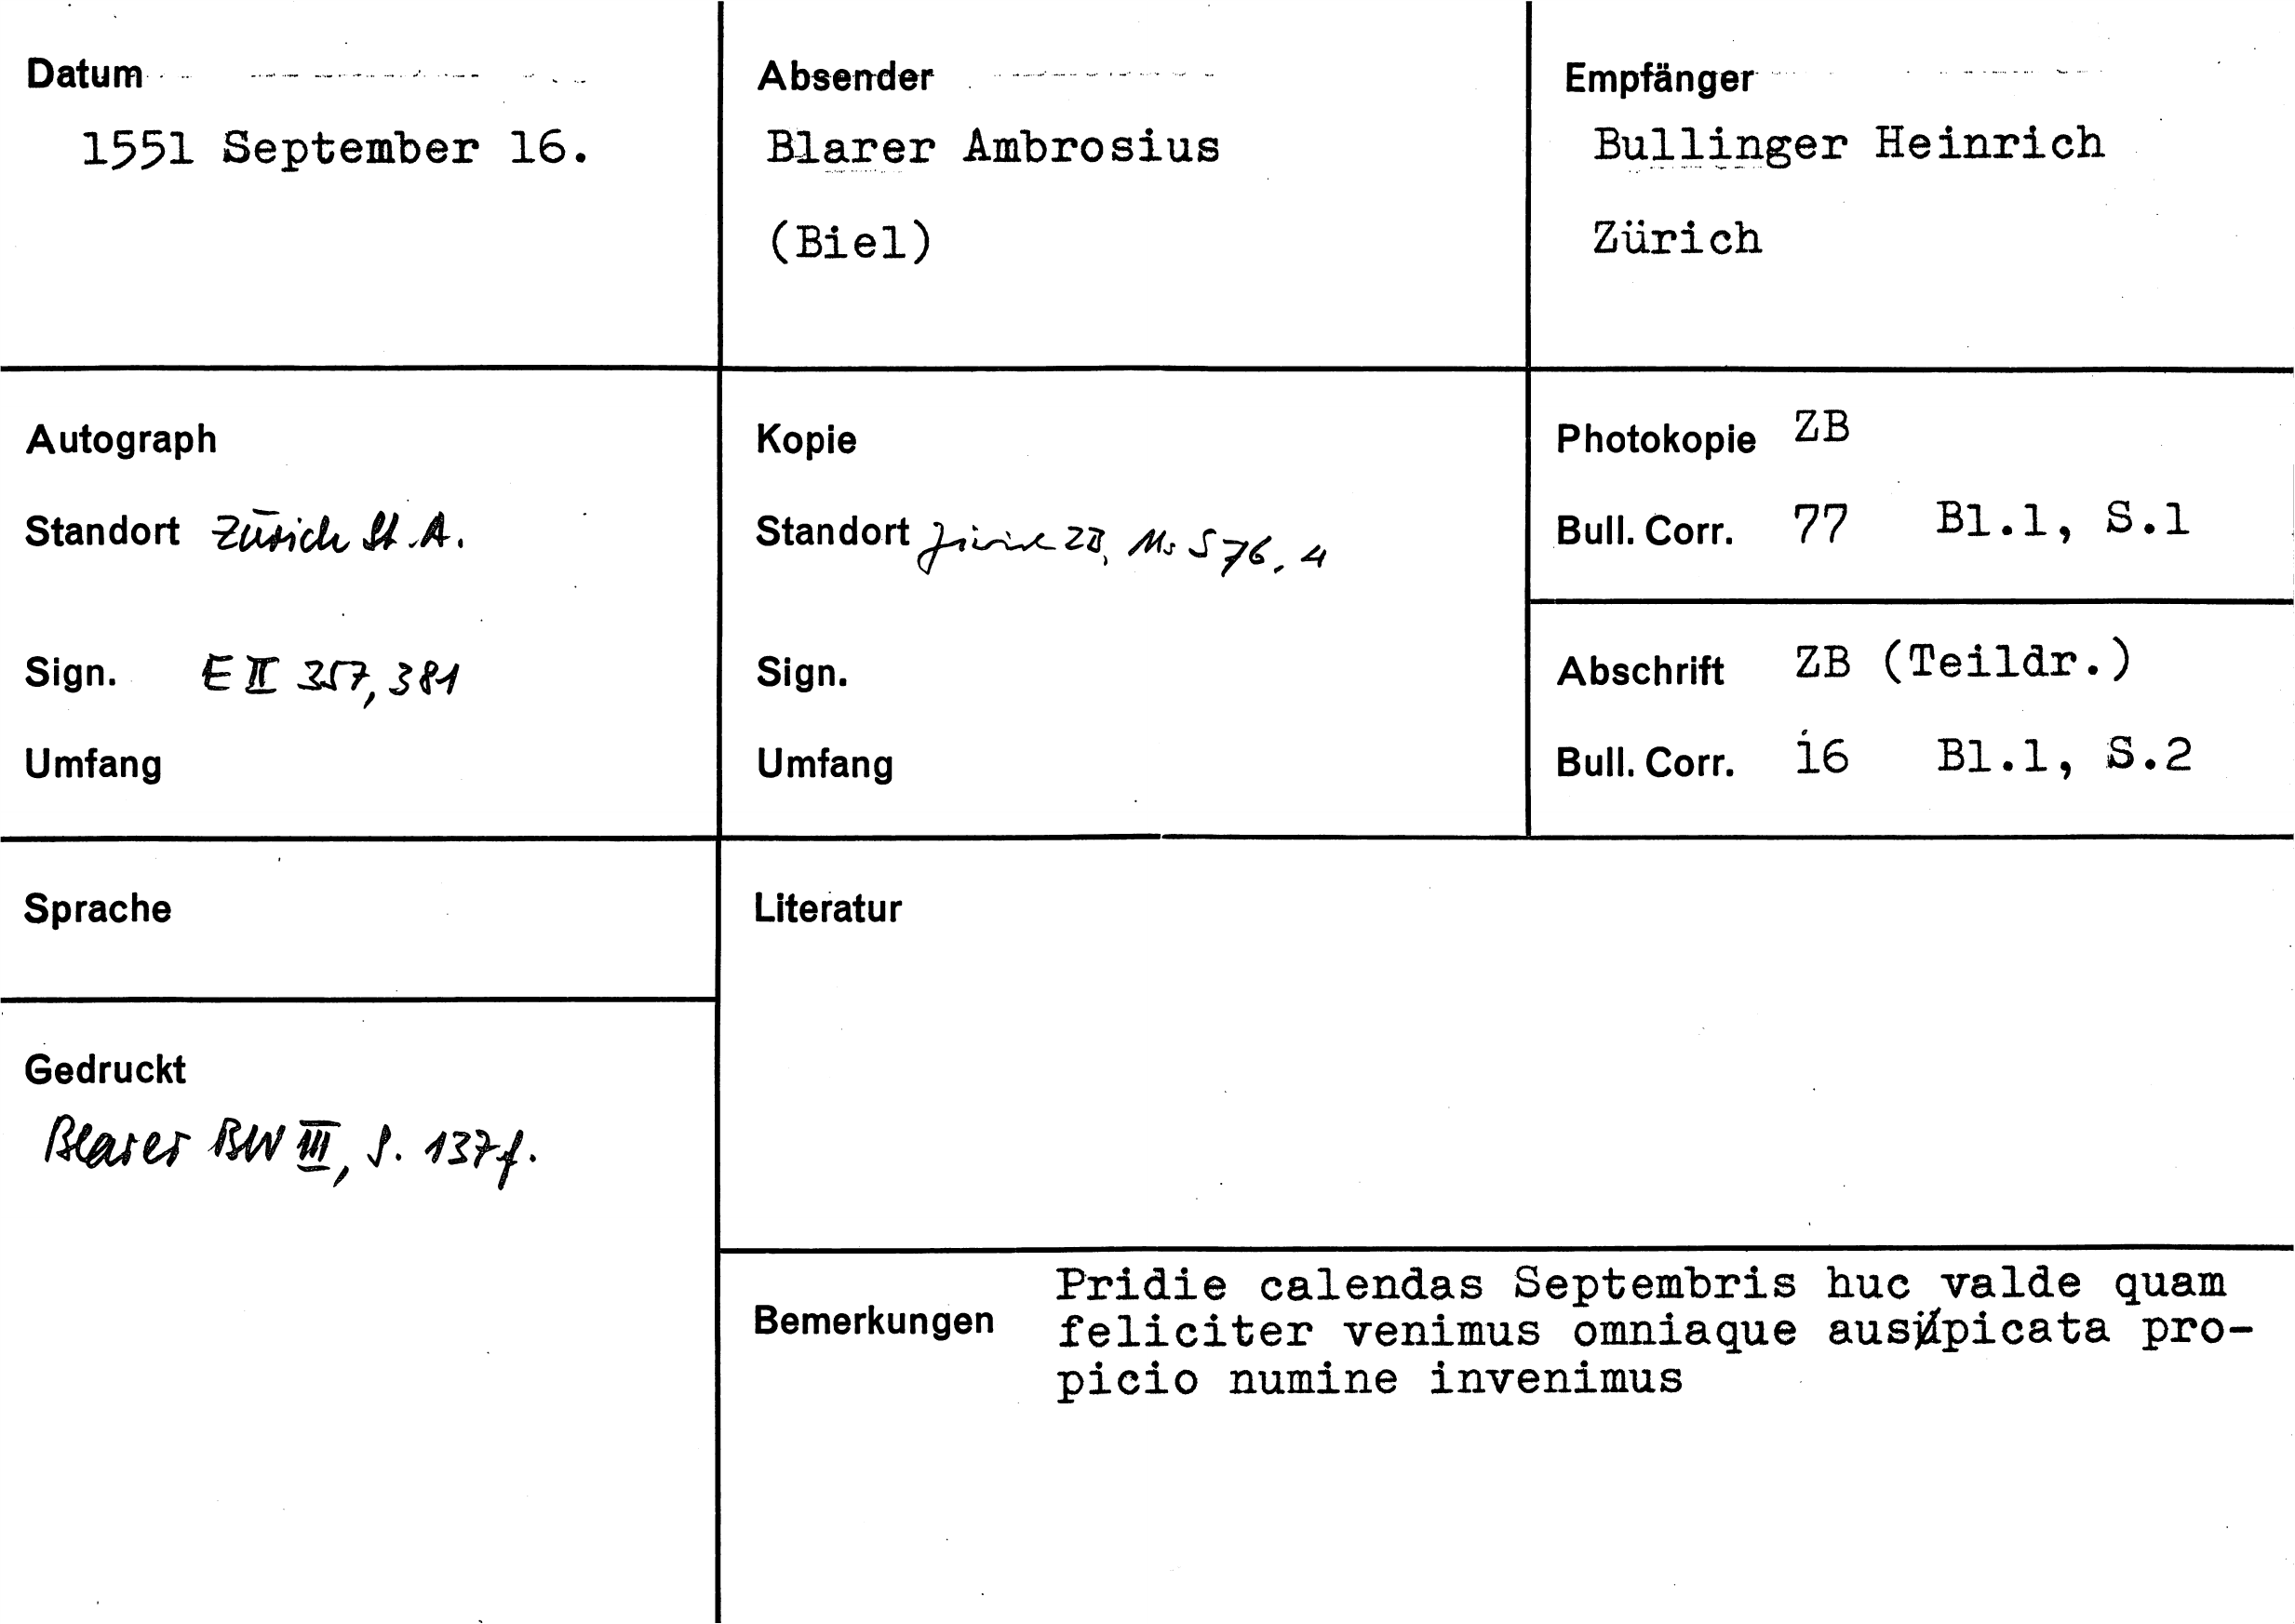 Datum
1551 September 16.
Absender
Blarer Ambrosius
(Biel)
Empfänger
Bullinger Heinrich
Zürich
Autograph
Standort Zürich St.A.
Sign. E II 357, 381
Umfang
Kopie
Standort Zürich ZB, Ms S 76, 4
Sign.
Umfang
Photokopie ZB
Bull. Corr. 77 Bl.1, S.1
Abschrift ZB (Teildr.)
Bull. Corr. 16 Bl.1, S.2
Sprache
Gedruckt
Blarer BW III, S. 137f.
Literatur
Bemerkungen
Pridie calendas Septembris huc valde quam
feliciter venimus omniaque auspicata pro-
picio numine invenimus